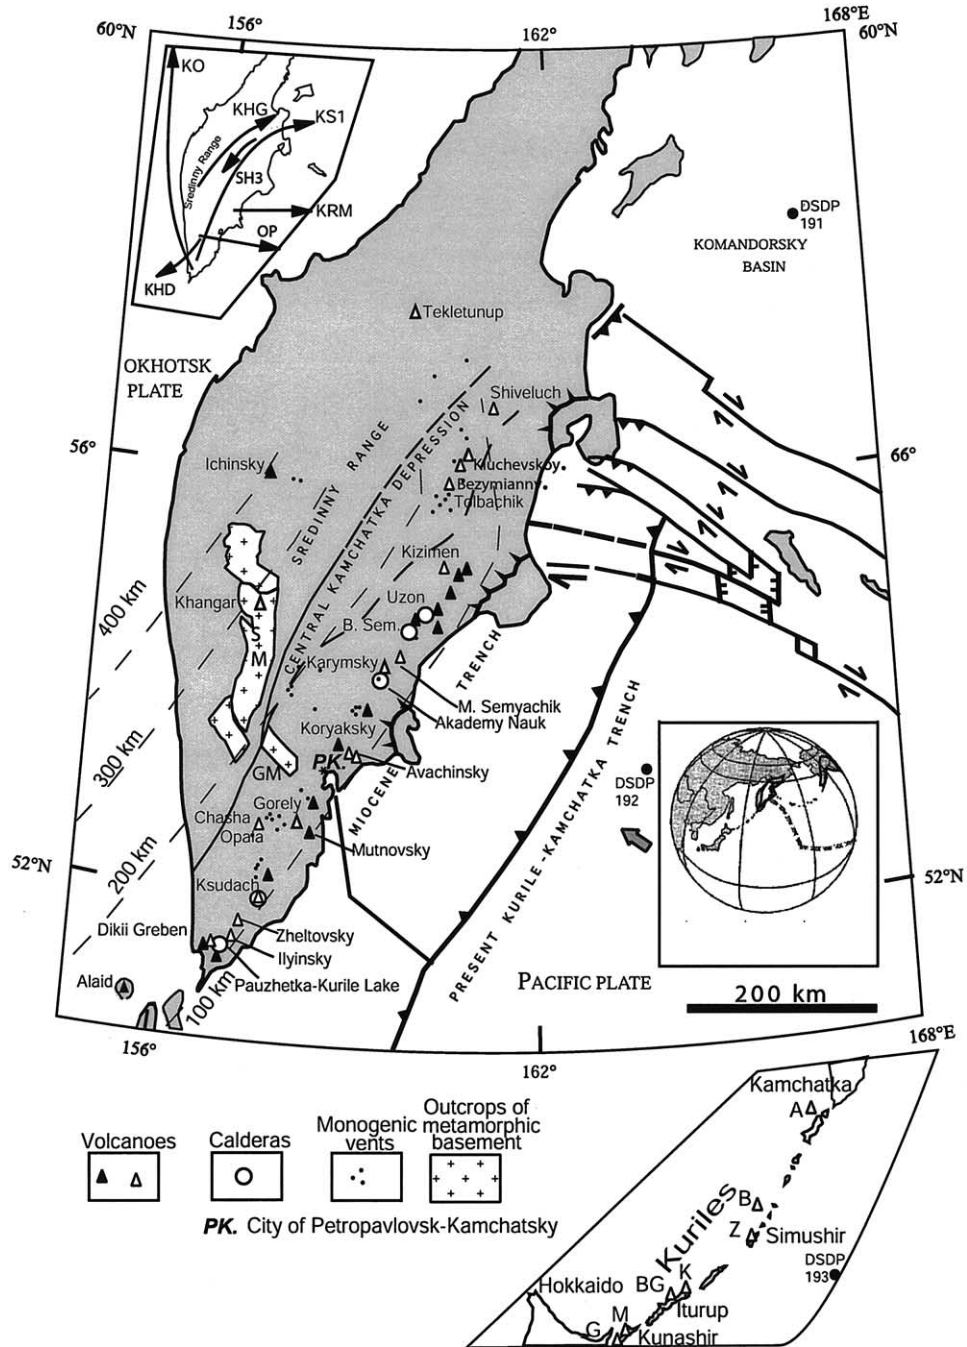 60°N
156°
162°
168°E
60°N
KO
KHG
KS1
Sredinny Range
SH3
KRM
OP
KHD
DSDP
191
KOMANDORSKY
BASIN
Tekletunup
OKHOTSK
PLATE
Shiveluch
56°
66°
Ichinsky
SREDINNY RANGE
CENTRAL KAMCHATKA DEPRESSION
Kluchevskoy
Bezymianny
Tolbachik
Kizimen
400 km
Khangar
Uzon
B. Sem.
S
M
Karymsky
TRENCH
M. Semyachik
Akademy Nauk
300 km
Koryaksky
PK
GM
Avachinsky
MIOCENE
PRESENT KURILE-KAMCHATKA TRENCH
DSDP
192
Gorely
Chasha
Opala
Mutnovsky
200 km
52°N
52°N
Ksudach
Dikii Greben
Zheltovsky
Ilyinsky
Pauzhetka-Kurile Lake
Alaid
100 km
PACIFIC PLATE
200 km
156°
162°
168°E
Volcanoes
Calderas
Monogenic
vents
Outcrops of
metamorphic
basement
PK. City of Petropavlovsk-Kamchatsky
Kamchatka
A
Kuriles
B
Z
Simushir
DSDP
193
Hokkaido
BG
K
Iturup
M
G
Kunashir